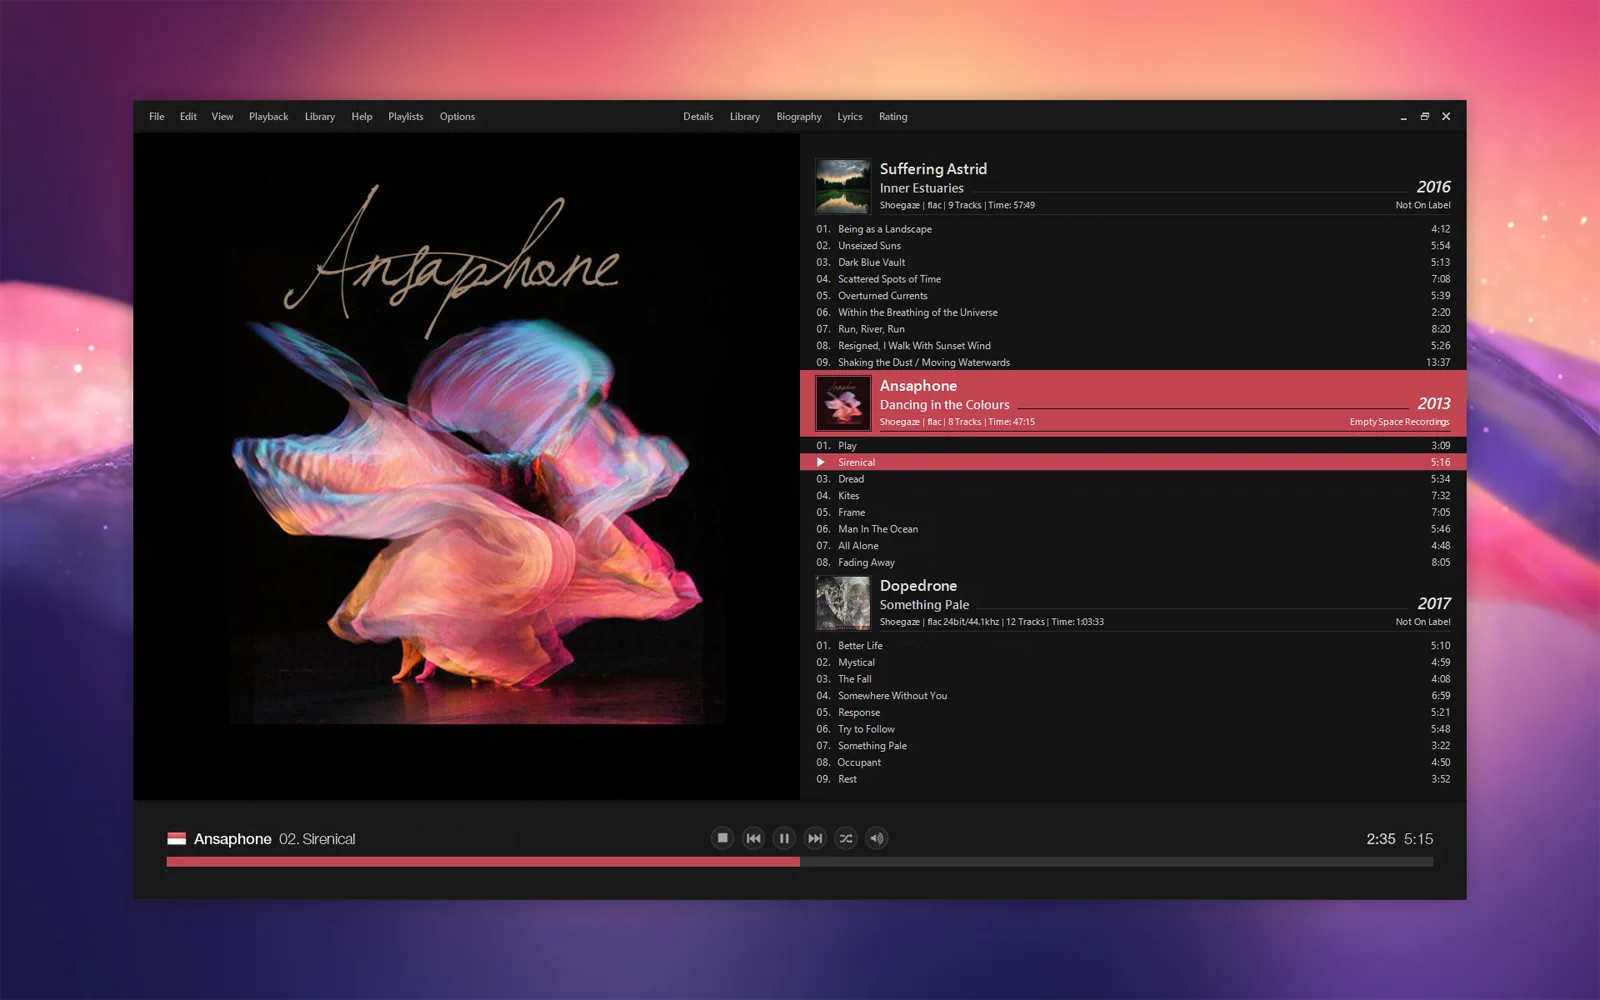 File Edit View Playback Library Help Playlists Options Details Library Biography Lyrics Rating
Ansaphone
Suffering Astrid
Inner Estuaries 2016
Shoegaze | flac | 9 Tracks | Time: 57:49 Not On Label
01. Being as a Landscape 4:12
02. Unseized Suns 5:54
03. Dark Blue Vault 5:13
04. Scattered Spots of Time 7:08
05. Overturned Currents 5:39
06. Within the Breathing of the Universe 2:20
07. Run, River, Run 8:20
08. Resigned, I Walk With Sunset Wind 5:26
09. Shaking the Dust / Moving Waterwards 13:37
Ansaphone
Dancing in the Colours 2013
Shoegaze | flac | 8 Tracks | Time: 47:15 Empty Space Recordings
01. Play 3:09
Sirenical 5:16
03. Dread 5:34
04. Kites 7:32
05. Frame 7:05
06. Man In The Ocean 5:46
07. All Alone 4:48
08. Fading Away 8:05
Dopedrone
Something Pale 2017
Shoegaze | flac 24bit/44.1khz | 12 Tracks | Time: 1:03:33 Not On Label
01. Better Life 5:10
02. Mystical 4:59
03. The Fall 4:08
04. Somewhere Without You 6:59
05. Response 5:21
06. Try to Follow 5:48
07. Something Pale 3:22
08. Occupant 4:50
09. Rest 3:52
Ansaphone 02. Sirenical 2:35 5:15